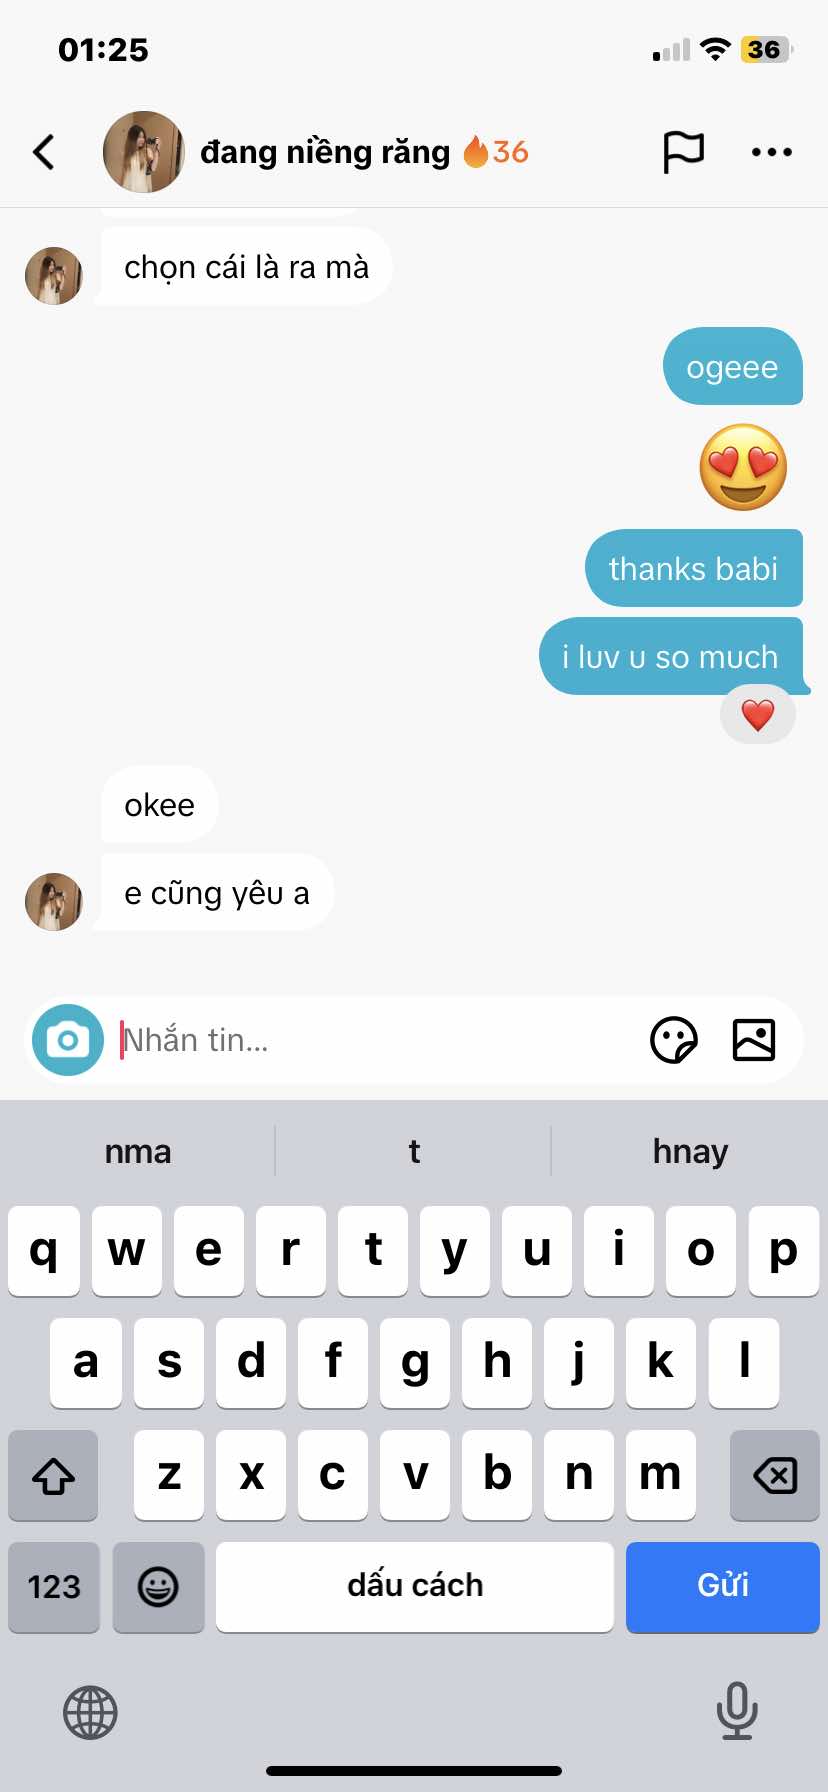 01:25
36
đang niềng răng 🔥36
chọn cái là ra mà
ogeee
😍
thanks babi
i luv u so much
❤️
okee
e cũng yêu a
Nhắn tin...
nma t hnay
q w e r t y u i o p
a s d f g h j k l
z x c v b n m
123 dấu cách Gửi